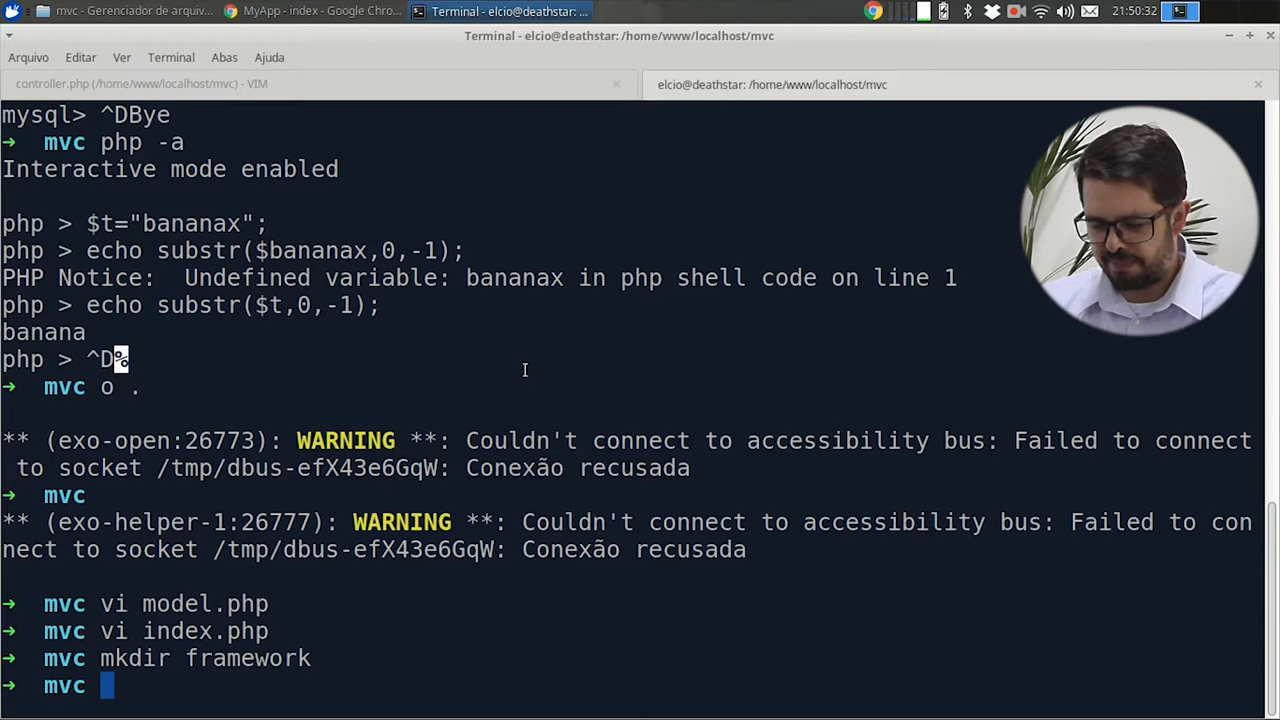 mvc - Gerenciador de arquiv...
MyApp - index - Google Chro...
Terminal - elcio@deathstar: ...
21:50:32
Terminal - elcio@deathstar: /home/www/localhost/mvc
Arquivo Editar Ver Terminal Abas Ajuda
controller.php (/home/www/localhost/mvc) - VIM
elcio@deathstar: /home/www/localhost/mvc
mysql> ^DBye
➜ mvc php -a
Interactive mode enabled
php > $t="bananax";
php > echo substr($bananax,0,-1);
PHP Notice:  Undefined variable: bananax in php shell code on line 1
php > echo substr($t,0,-1);
banana
php > ^D%
➜ mvc o .
** (exo-open:26773): WARNING **: Couldn't connect to accessibility bus: Failed to connect
to socket /tmp/dbus-efX43e6GqW: Conexão recusada
➜ mvc
** (exo-helper-1:26777): WARNING **: Couldn't connect to accessibility bus: Failed to con
nect to socket /tmp/dbus-efX43e6GqW: Conexão recusada
➜ mvc vi model.php
➜ mvc vi index.php
➜ mvc mkdir framework
➜ mvc